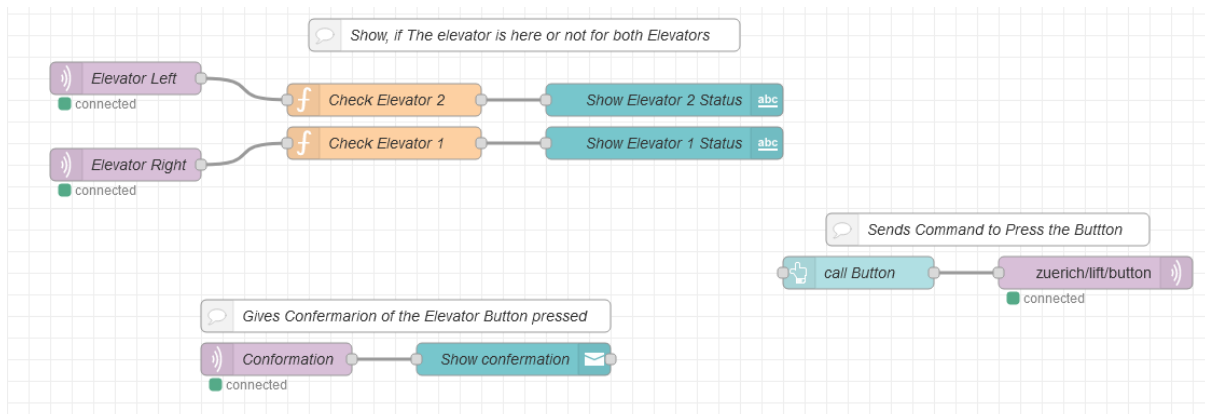 Show, if The elevator is here or not for both Elevators
Elevator Left
connected
Check Elevator 2
Show Elevator 2 Status
abc
Check Elevator 1
Show Elevator 1 Status
abc
Elevator Right
connected
Sends Command to Press the Buttton
call Button
zuerich/lift/button
connected
Gives Confermarion of the Elevator Button pressed
Conformation
Show confermation
connected